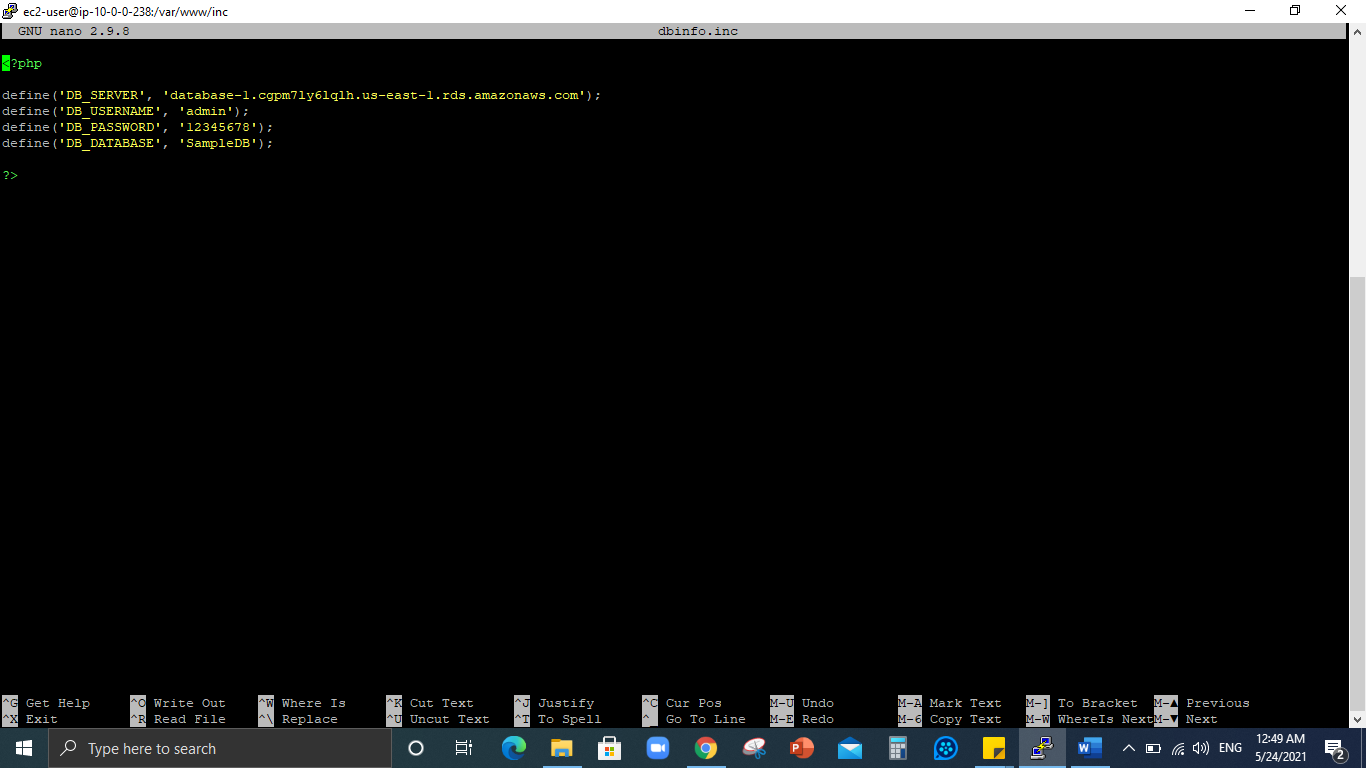 ec2-user@ip-10-0-0-238:/var/www/inc
GNU nano 2.9.8 dbinfo.inc
<?php
define('DB_SERVER', 'database-1.cgpm7ly6lqlh.us-east-1.rds.amazonaws.com');
define('DB_USERNAME', 'admin');
define('DB_PASSWORD', '12345678');
define('DB_DATABASE', 'SampleDB');
?>
^G Get Help ^O Write Out ^W Where Is ^K Cut Text ^J Justify ^C Cur Pos M-U Undo M-A Mark Text M-] To Bracket M-▲ Previous
^X Exit ^R Read File ^\ Replace ^U Uncut Text ^T To Spell ^_ Go To Line M-E Redo M-6 Copy Text M-W WhereIs Next M-▼ Next
Type here to search
ENG
12:49 AM
5/24/2021
2